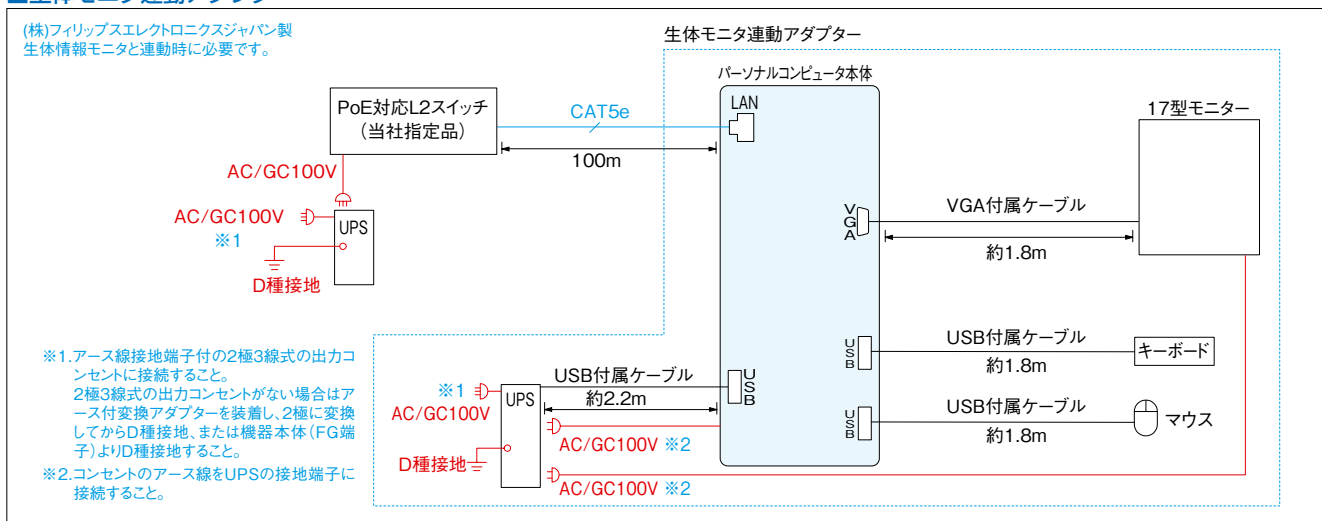 (株)フィリップスエレクトロニクスジャパン製
生体情報モニタと連動時に必要です。
生体モニタ連動アダプター
パーソナルコンピュータ本体
PoE対応L2スイッチ
(当社指定品)
CAT5e
100m
LAN
17型モニター
AC/GC100V
AC/GC100V
※1
UPS
D種接地
VGA
VGA付属ケーブル
約1.8m
USB
USB付属ケーブル
約1.8m
キーボード
USB
USB付属ケーブル
約1.8m
マウス
※1
AC/GC100V
UPS
USB付属ケーブル
約2.2m
USB
AC/GC100V ※2
D種接地
AC/GC100V ※2
※1.アース線接地端子付の2極3線式の出力コ
ンセントに接続すること。
2極3線式の出力コンセントがない場合はア
ース付変換アダプターを装着し、2極に変換
してからD種接地、または機器本体(FG端
子)よりD種接地すること。
※2.コンセントのアース線をUPSの接地端子に
接続すること。